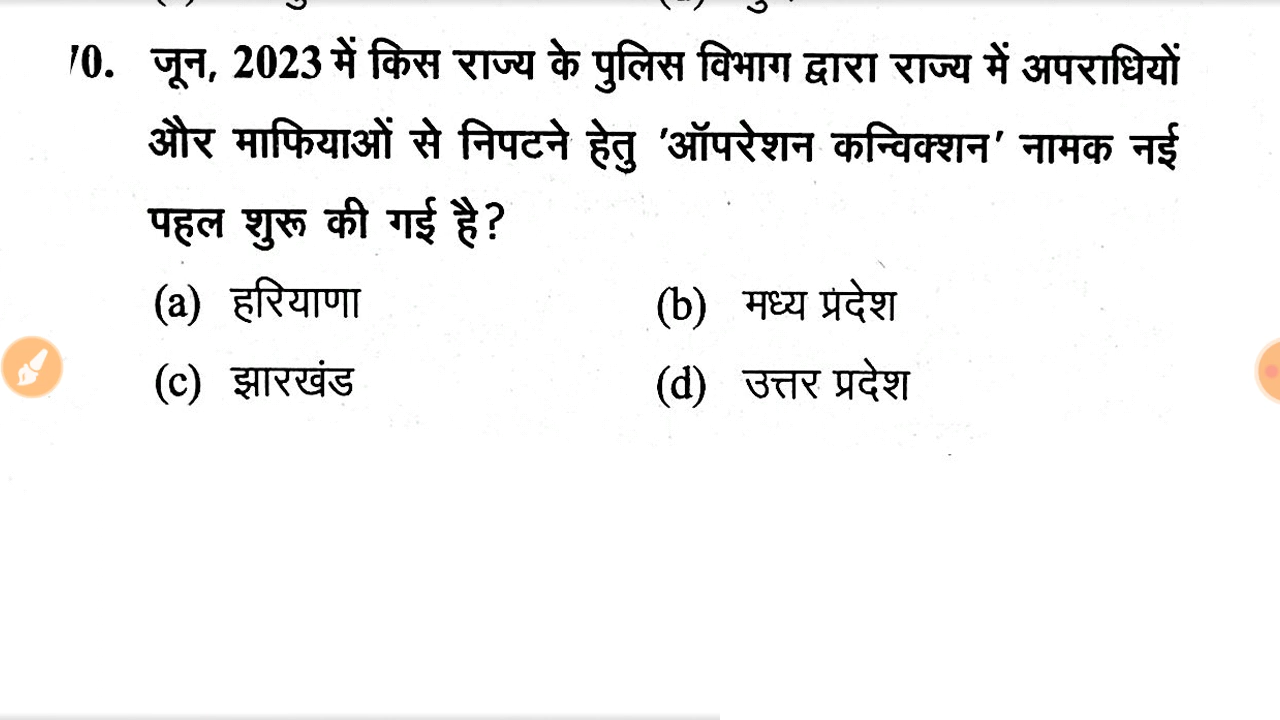 70. जून, 2023 में किस राज्य के पुलिस विभाग द्वारा राज्य में अपराधियों
और माफियाओं से निपटने हेतु 'ऑपरेशन कन्विक्शन' नामक नई
पहल शुरू की गई है?
(a) हरियाणा (b) मध्य प्रदेश
(c) झारखंड (d) उत्तर प्रदेश